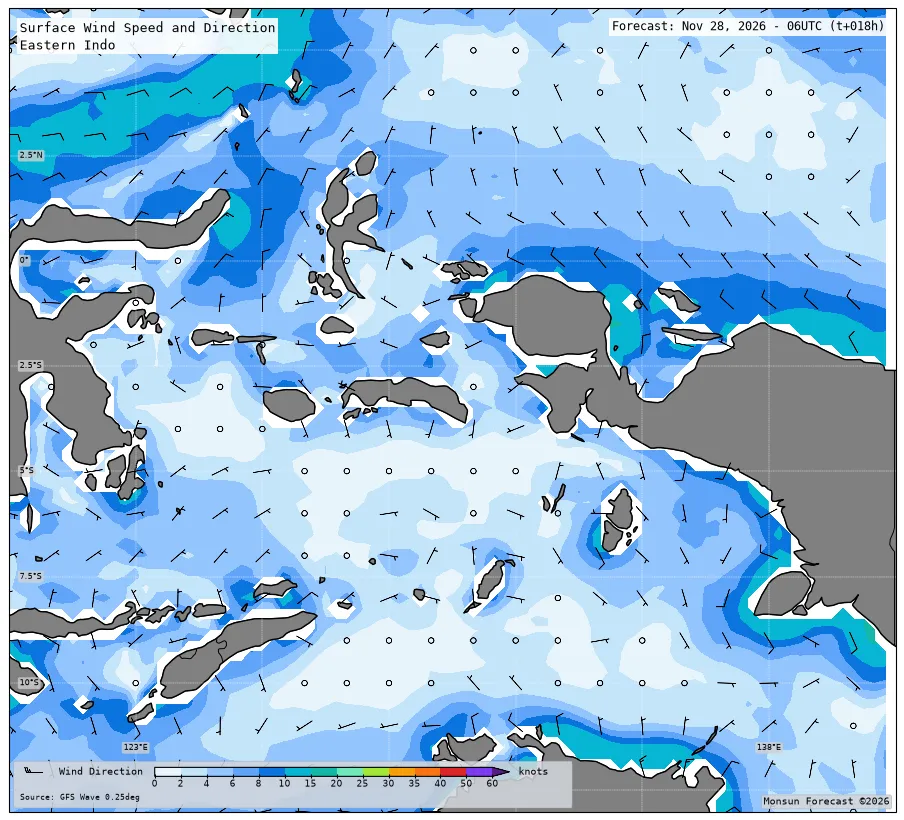 Surface Wind Speed and Direction
Eastern Indo
Forecast: Nov 28, 2026 - 06UTC (t+018h)
2.5°N
0°
2.5°S
5°S
7.5°S
10°S
123°E
138°E
Wind Direction
knots
0 2 4 6 8 10 15 20 25 30 35 40 50 60
Source: GFS Wave 0.25deg
Monsun Forecast ©2026